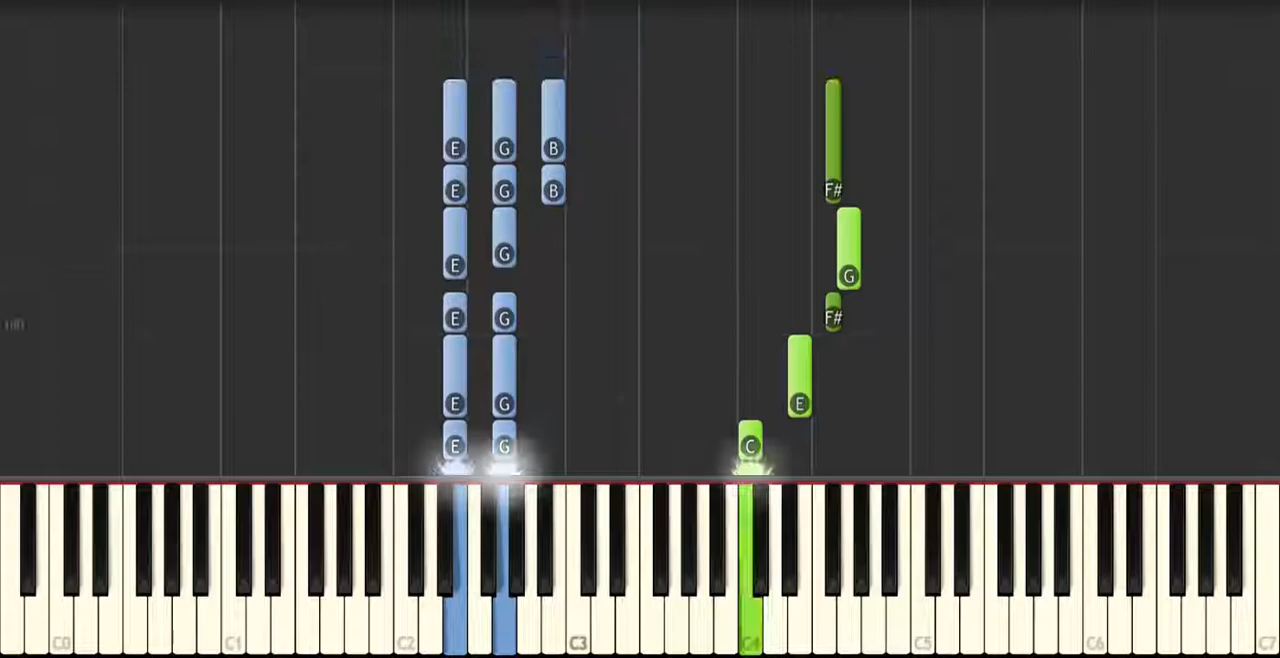 E G B
E G B F#
E G G
E G F#
E G E
E G C
C0 C1 C2 C3 C4 C5 C6 C7